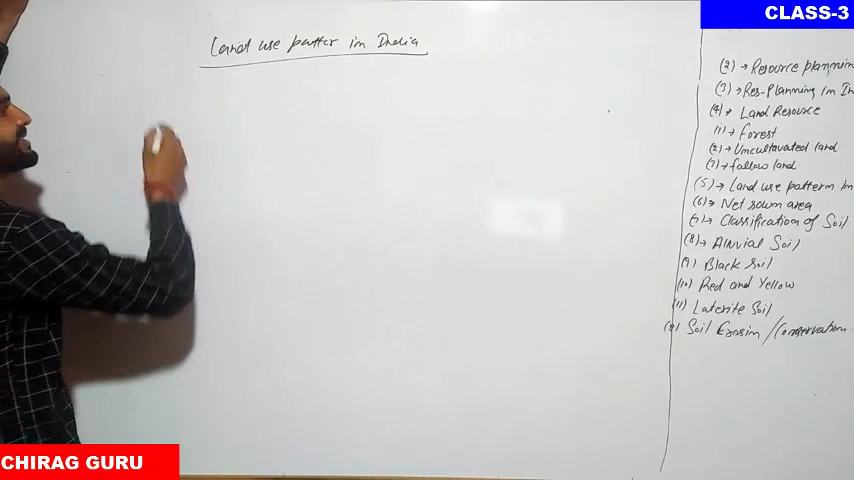 CLASS-3
Land use patter in India
(2) → Resource plannin
(3) → Res-Planning in In
(4) → Land Resource
(1) → Forest
(2) → Uncultavated land
(3) → fallow land
(5) → Land use pattern in
(6) → Net sown area
(7) → Classification of Soil
(8) → Alluvial Soil
(9) Black Soil
(10) Red and Yellow
(11) Laterite Soil
Soil Erosin / Conservation
CHIRAG GURU